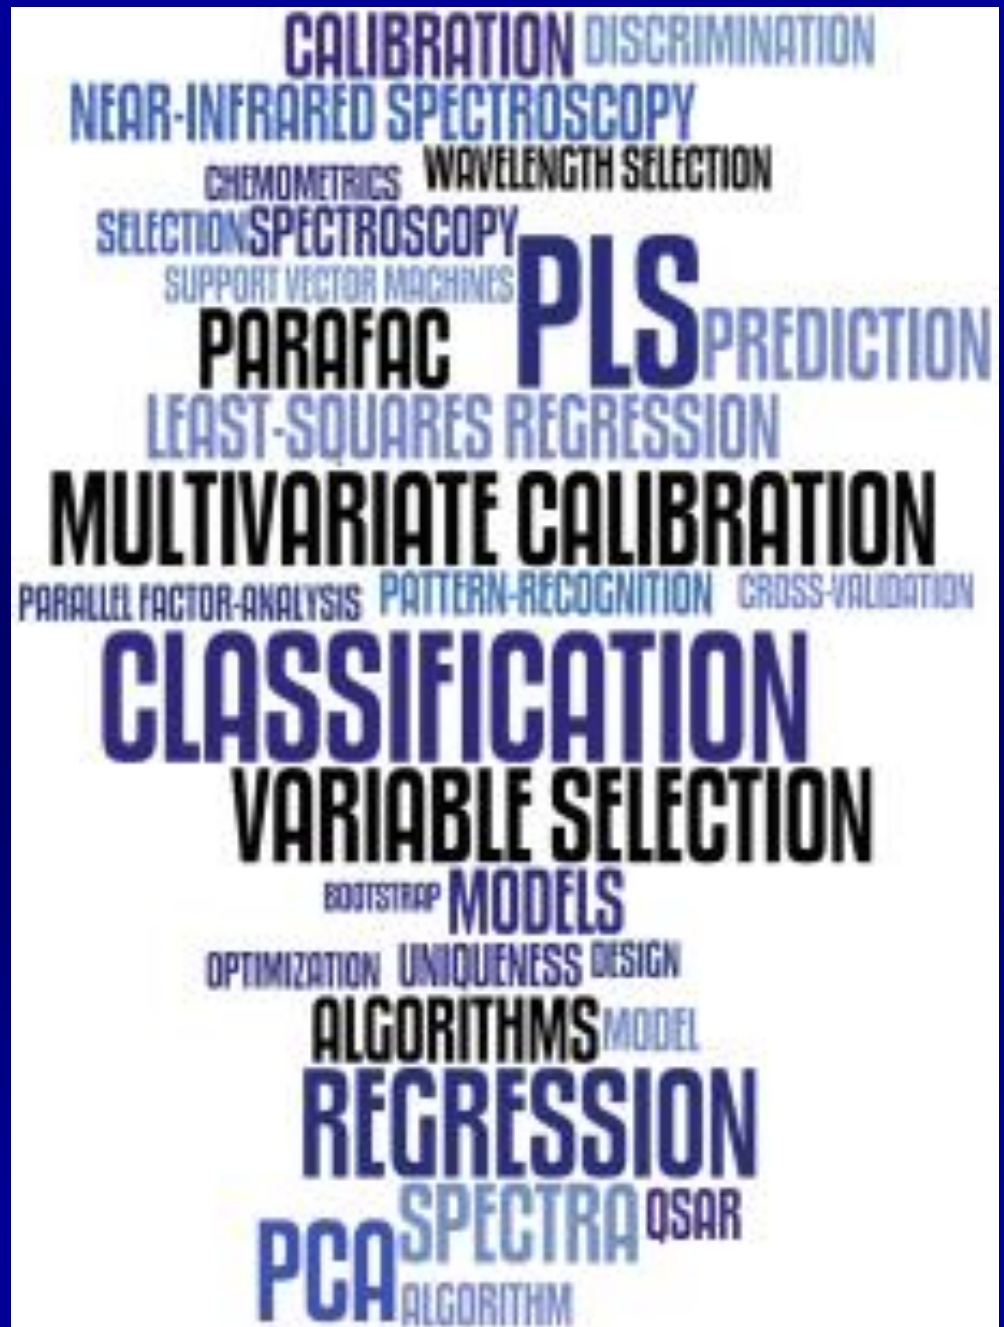 CALIBRATION DISCRIMINATION
NEAR-INFRARED SPECTROSCOPY
WAVELENGTH SELECTION
CHEMOMETRICS
SELECTION SPECTROSCOPY
SUPPORT VECTOR MACHINES
PLS
PARAFAC
PREDICTION
LEAST-SQUARES REGRESSION
MULTIVARIATE CALIBRATION
PARALLEL FACTOR-ANALYSIS PATTERN-RECOGNITION CROSS-VALIDATION
CLASSIFICATION
VARIABLE SELECTION
BOOTSTRAP MODELS
OPTIMIZATION UNIQUENESS DESIGN
ALGORITHMS MODEL
REGRESSION
SPECTRA QSAR
PCA
ALGORITHM